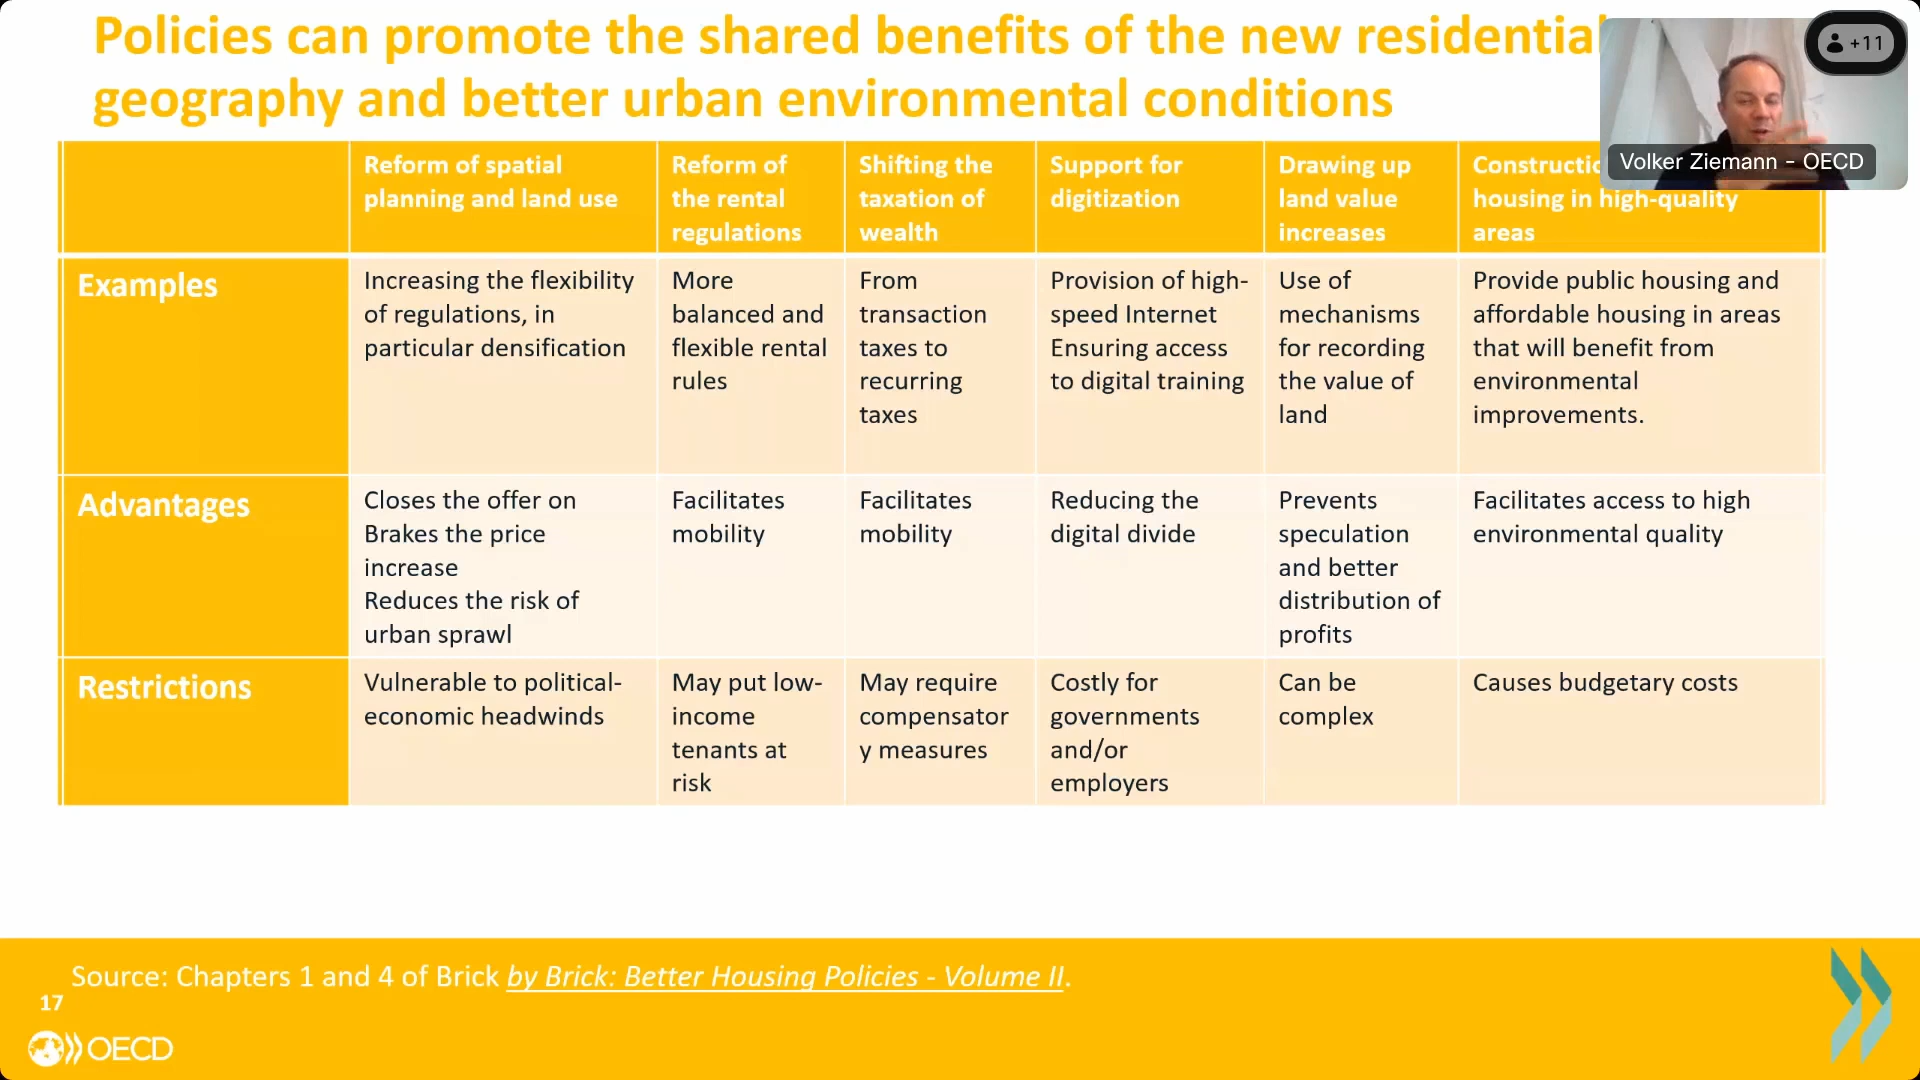 Policies can promote the shared benefits of the new residential
geography and better urban environmental conditions
+11
Volker Ziemann - OECD
Reform of spatial
planning and land use
Reform of
the rental
regulations
Shifting the
taxation of
wealth
Support for
digitization
Drawing up
land value
increases
housing in high-quality
areas
Examples
Increasing the flexibility
of regulations, in
particular densification
More
balanced and
flexible rental
rules
From
transaction
taxes to
recurring
taxes
Provision of high-
speed Internet
Ensuring access
to digital training
Use of
mechanisms
for recording
the value of
land
Provide public housing and
affordable housing in areas
that will benefit from
environmental
improvements.
Advantages
Closes the offer on
Brakes the price
increase
Reduces the risk of
urban sprawl
Facilitates
mobility
Facilitates
mobility
Reducing the
digital divide
Prevents
speculation
and better
distribution of
profits
Facilitates access to high
environmental quality
Restrictions
Vulnerable to political-
economic headwinds
May put low-
income
tenants at
risk
May require
compensator
y measures
Costly for
governments
and/or
employers
Can be
complex
Causes budgetary costs
Source: Chapters 1 and 4 of Brick by Brick: Better Housing Policies - Volume II.
17
OECD